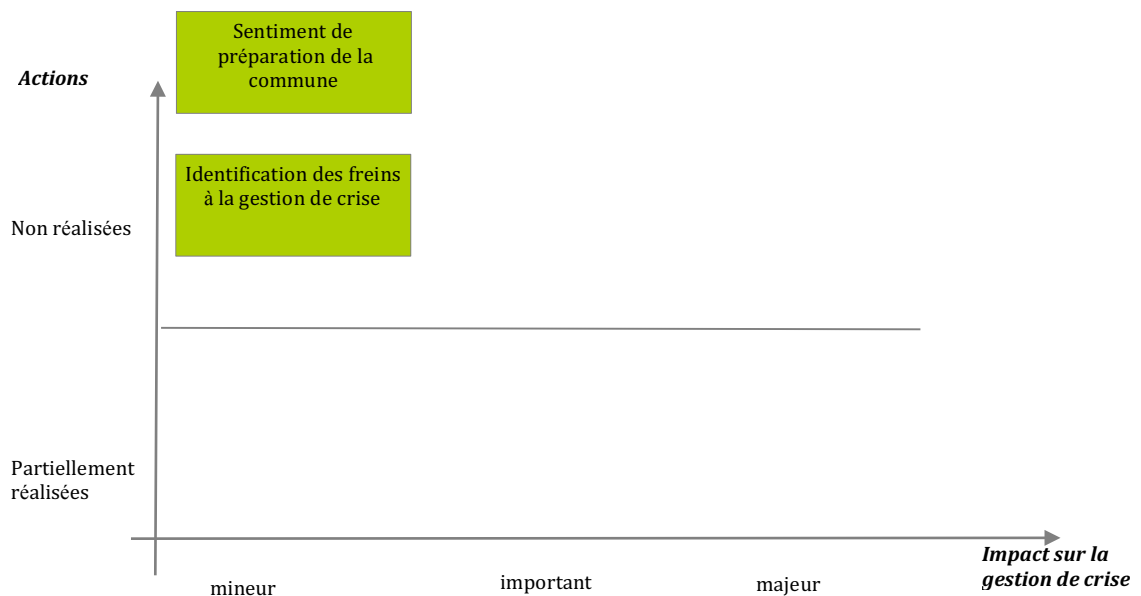 Sentiment de
préparation de la
commune
Actions
Identification des freins
à la gestion de crise
Non réalisées
Partiellement
réalisées
Impact sur la
gestion de crise
mineur
important
majeur